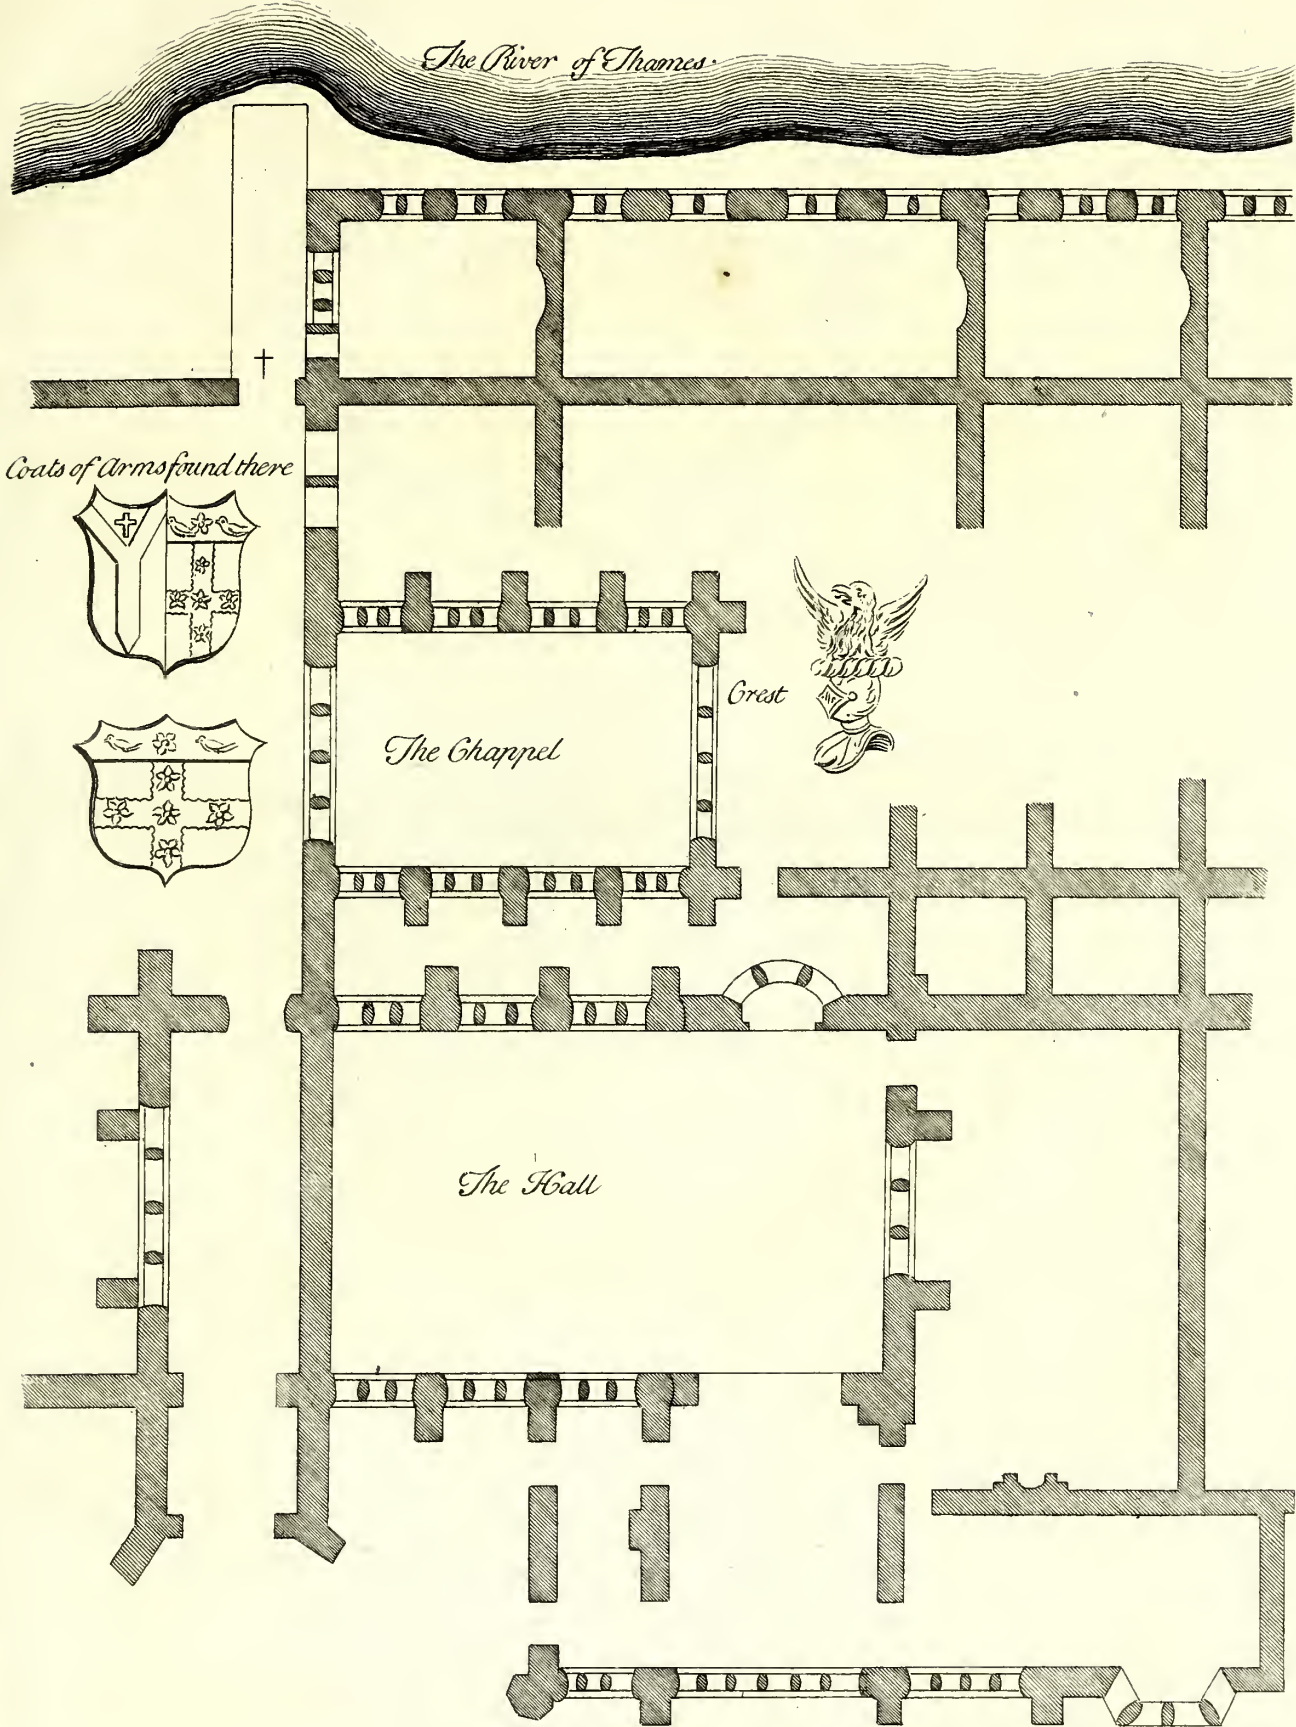 The River of Thames.
Coats of Arms found there
Crest
The Chappel
The Hall